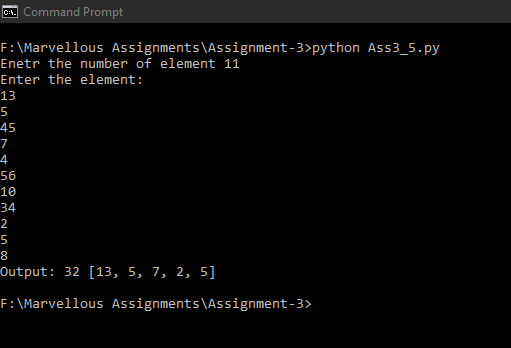 Command Prompt
F:\Marvellous Assignments\Assignment-3>python Ass3_5.py
Enetr the number of element 11
Enter the element:
13
5
45
7
4
56
10
34
2
5
8
Output: 32 [13, 5, 7, 2, 5]
F:\Marvellous Assignments\Assignment-3>